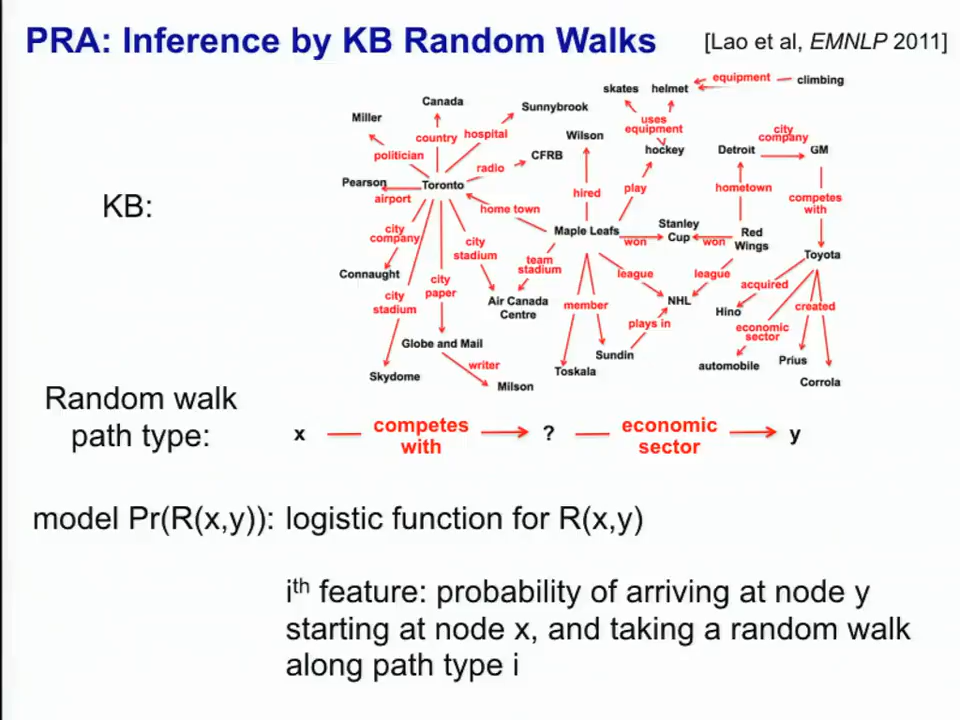 PRA: Inference by KB Random Walks
[Lao et al, EMNLP 2011]
KB:
equipment
climbing
skates
helmet
Canada
Sunnybrook
Miller
uses
equipment
country
hospital
Wilson
city
company
politician
CFRB
hockey
Detroit
GM
radio
Pearson
Toronto
airport
hired
play
hometown
competes
with
home town
city
company
Maple Leafs
Stanley
Cup
won
won
Red
Wings
city
stadium
Toyota
team
stadium
Connaught
city
paper
league
league
acquired
city
stadium
Air Canada
Centre
member
NHL
Hino
created
plays in
economic
sector
Globe and Mail
Sundin
Prius
writer
Toskala
automobile
Skydome
Milson
Corrola
Random walk
path type:
x
competes
with
?
economic
sector
y
model Pr(R(x,y)): logistic function for R(x,y)
ith feature: probability of arriving at node y
starting at node x, and taking a random walk
along path type i